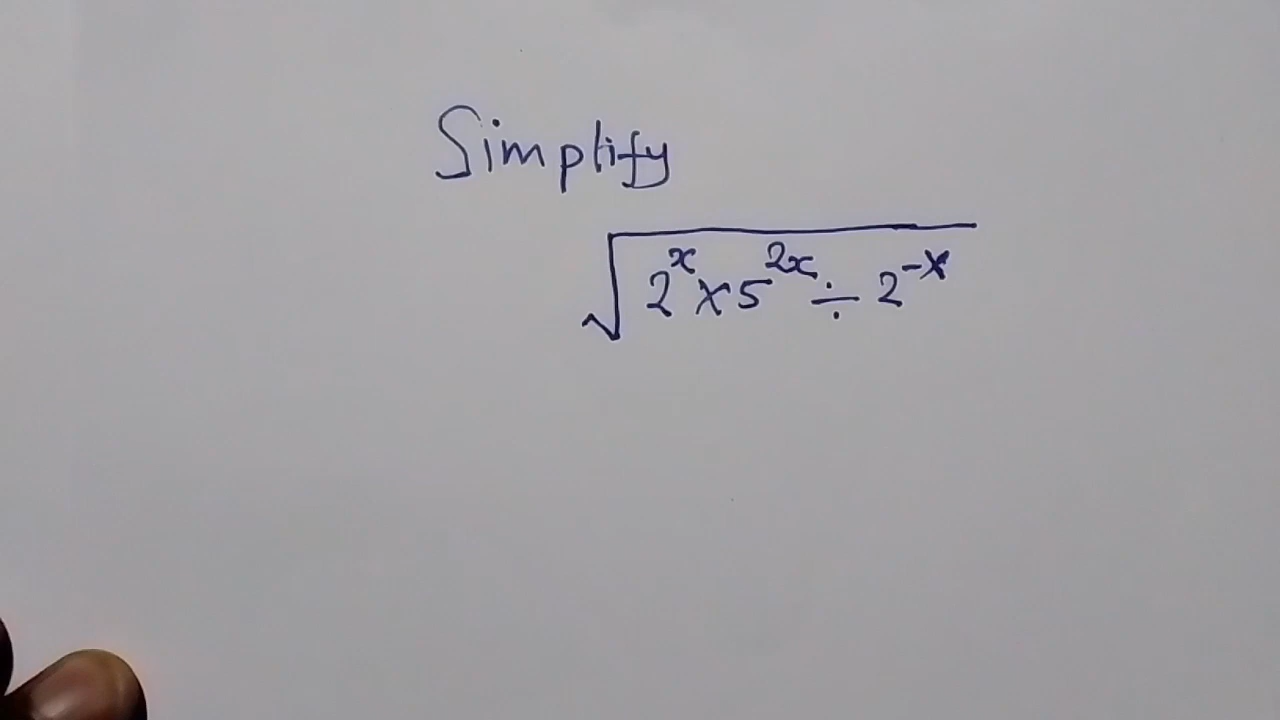 Simplify
√(2^x × 5^2x ÷ 2^-x)